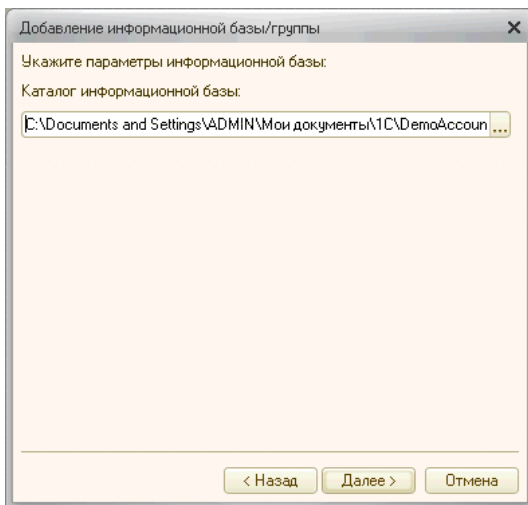 Добавление информационной базы/группы
Укажите параметры информационной базы:
Каталог информационной базы:
C:\Documents and Settings\ADMIN\Мои документы\1C\DemoAccoun ...
< Назад Далее > Отмена